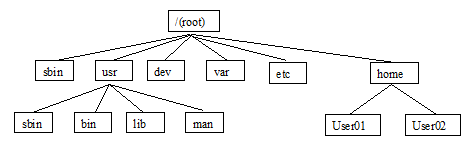 /(root)
sbin usr dev var etc home
sbin bin lib man User01 User02